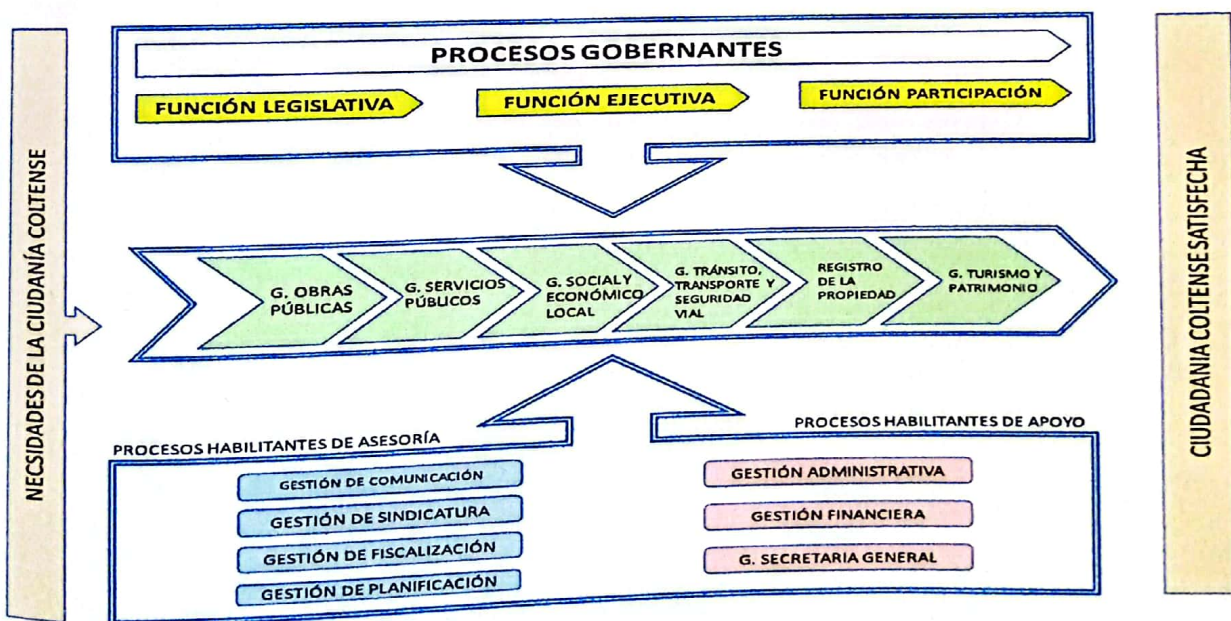 PROCESOS GOBERNANTES
FUNCIÓN LEGISLATIVA
FUNCIÓN EJECUTIVA
FUNCIÓN PARTICIPACIÓN
NECSIDADES DE LA CIUDANÍA COLTENSE
G. OBRAS
PÚBLICAS
G. SERVICIOS
PÚBLICOS
G. SOCIAL Y
ECONÓMICO
LOCAL
G. TRÁNSITO,
TRANSPORTE Y
SEGURIDAD
VIAL
REGISTRO
DE LA
PROPIEDAD
G. TURISMO Y
PATRIMONIO
CIUDADANIA COLTENSE SATISFECHA
PROCESOS HABILITANTES DE ASESORÍA
GESTIÓN DE COMUNICACIÓN
GESTIÓN DE SINDICATURA
GESTIÓN DE FISCALIZACIÓN
GESTIÓN DE PLANIFICACIÓN
PROCESOS HABILITANTES DE APOYO
GESTIÓN ADMINISTRATIVA
GESTIÓN FINANCIERA
G. SECRETARIA GENERAL